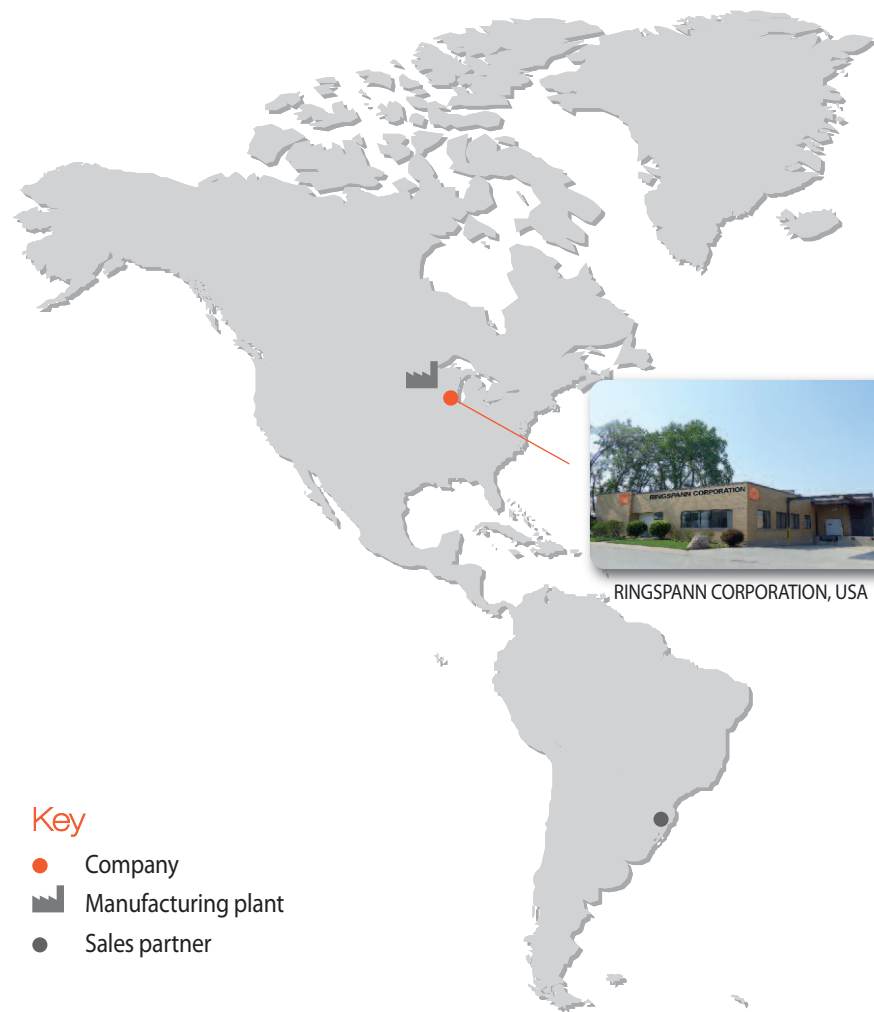 RINGSPANN CORPORATION
RINGSPANN CORPORATION, USA
Key
Company
Manufacturing plant
Sales partner